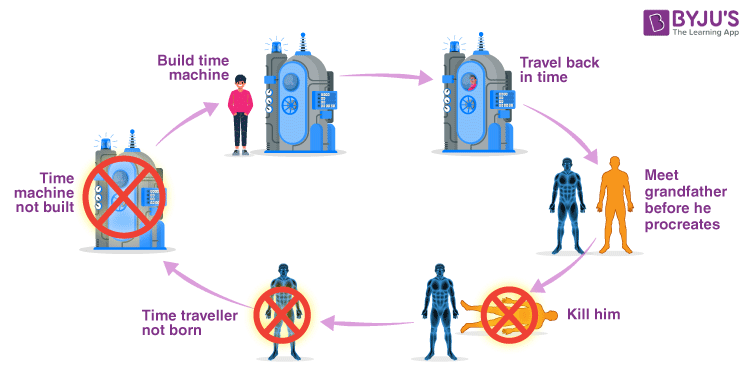 BYJU'S
The Learning App
Build time
machine
Travel back
in time
Meet
grandfather
before he
procreates
Kill him
Time traveller
not born
Time
machine
not built